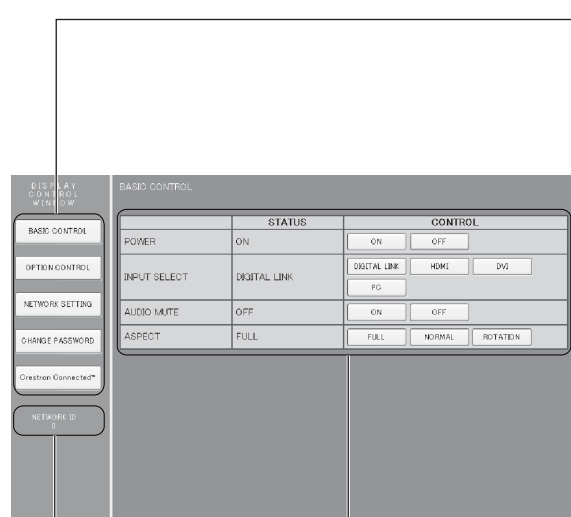 DISPLAY
CONTROL
WINDOW
BASIC CONTROL
OPTION CONTROL
NETWORK SETTING
CHANGE PASSWORD
Crestron Connected™
NETWORK ID
0
BASIC CONTROL
STATUS CONTROL
POWER ON ON OFF
INPUT SELECT DIGITAL LINK DIGITAL LINK HDMI DVI
PC
AUDIO MUTE OFF ON OFF
ASPECT FULL FULL NORMAL ROTATION